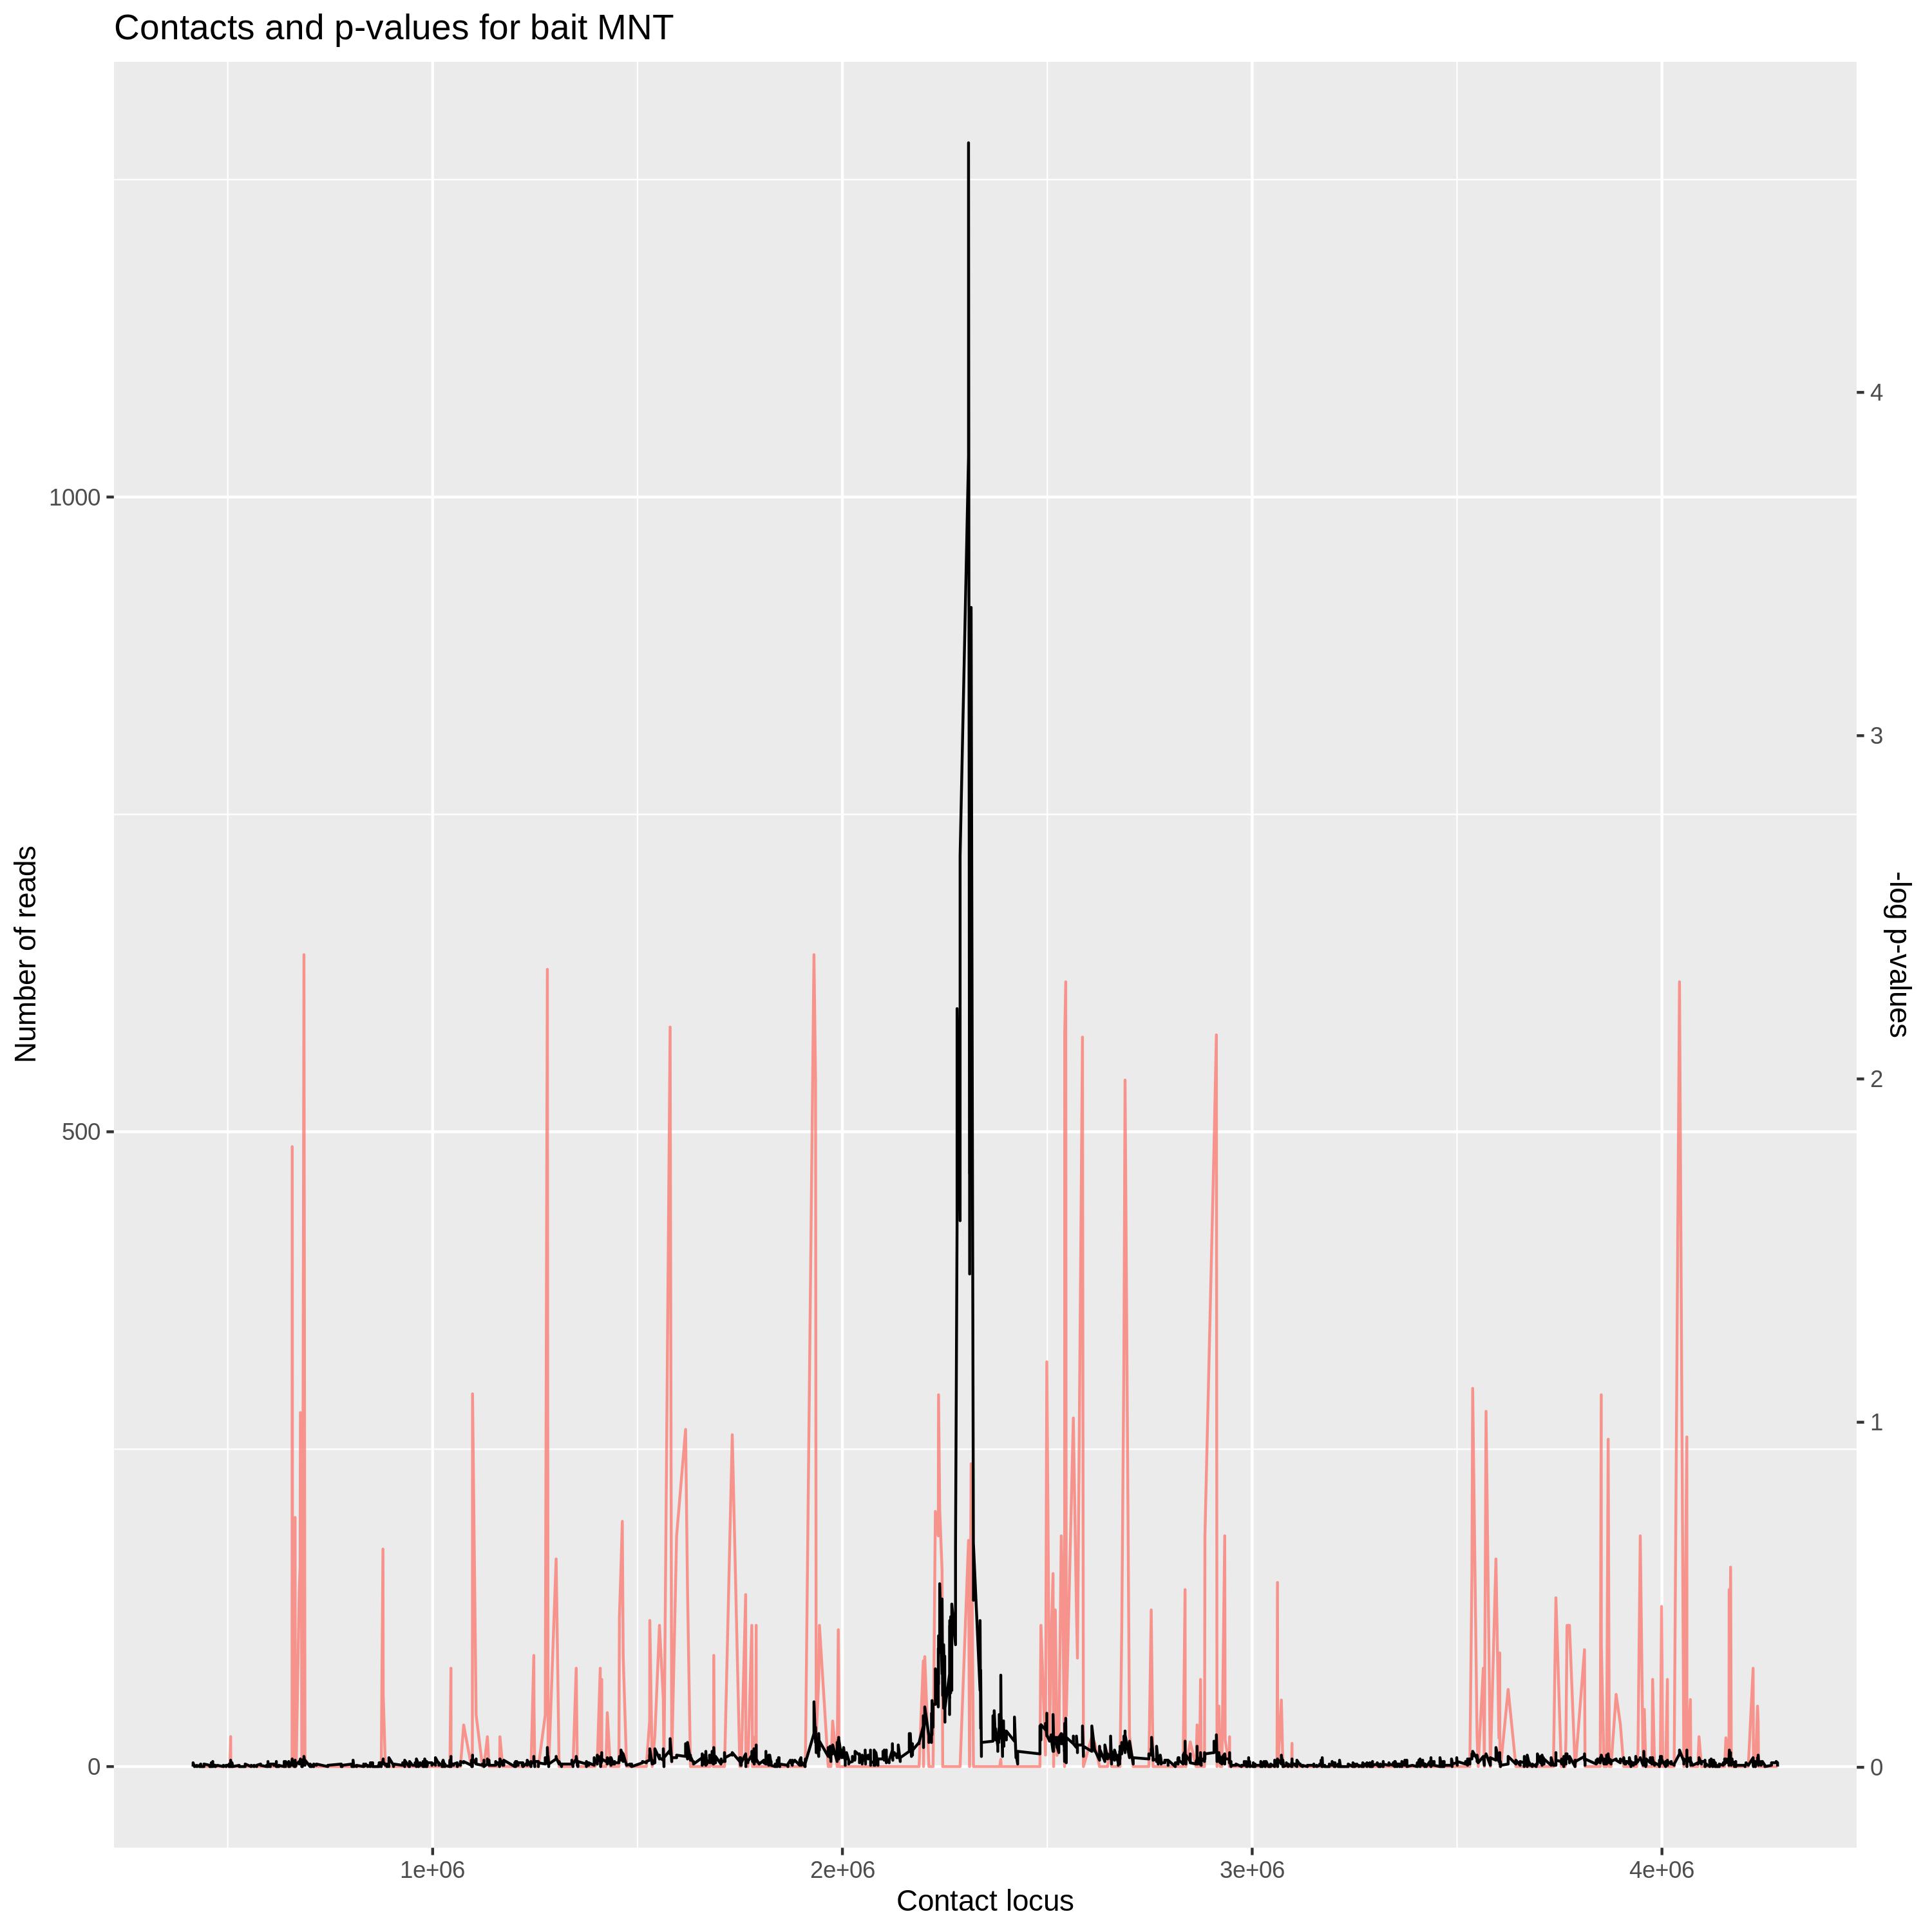 Contacts and p-values for bait MNT
Number of reads
1000
500
0
4
3
2
1
0
-log p-values
1e+06
2e+06
3e+06
4e+06
Contact locus